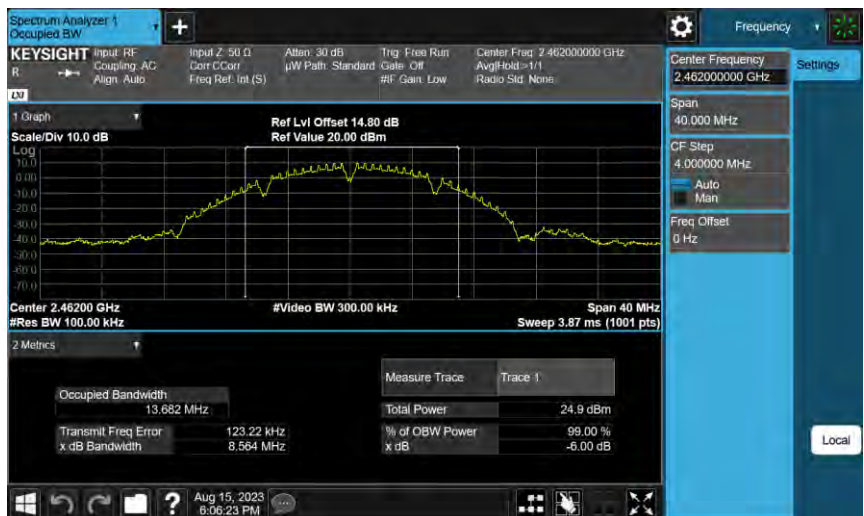 Spectrum Analyzer 1
Occupied BW
Frequency
KEYSIGHT
R
LXI
Input: RF
Coupling: AC
Align: Auto
Input Z: 50 Ω
Corr CCorr
Freq Ref: Int (S)
Atten: 30 dB
µW Path: Standard
Trig: Free Run
Gate: Off
#IF Gain: Low
Center Freq: 2.462000000 GHz
Avg|Hold:>1/1
Radio Std: None
Center Frequency
2.462000000 GHz
Settings
Span
40.000 MHz
CF Step
4.000000 MHz
Auto
Man
Freq Offset
0 Hz
Local
1 Graph
Scale/Div 10.0 dB
Ref Lvl Offset 14.80 dB
Ref Value 20.00 dBm
Log
10.0
0.00
-10.0
-20.0
-30.0
-40.0
-50.0
-60.0
-70.0
Center 2.46200 GHz
#Video BW 300.00 kHz
Span 40 MHz
#Res BW 100.00 kHz
Sweep 3.87 ms (1001 pts)
2 Metrics
Measure Trace
Trace 1
Occupied Bandwidth
13.682 MHz
Total Power
24.9 dBm
Transmit Freq Error
123.22 kHz
% of OBW Power
99.00 %
x dB Bandwidth
8.564 MHz
x dB
-6.00 dB
?
Aug 15, 2023
6:06:23 PM